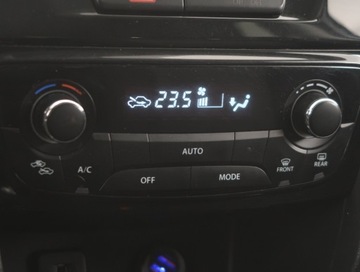 23.5
AUTO
A/C
OFF
MODE
FRONT
REAR